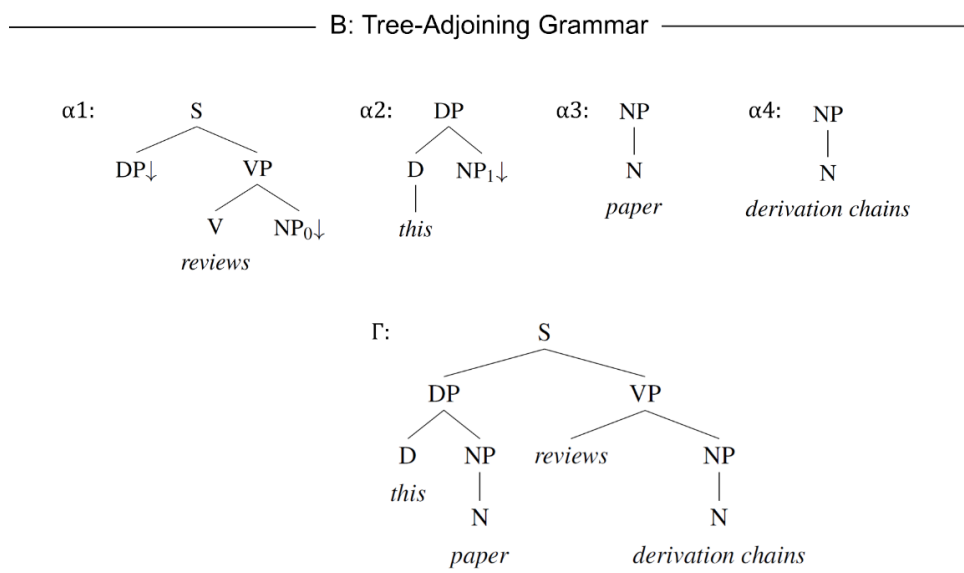 B: Tree-Adjoining Grammar
α1: S α2: DP α3: NP α4: NP
DP↓ VP D NP₁↓ N N
V NP₀↓ this paper derivation chains
reviews
Γ: S
DP VP
D NP reviews NP
this N N
paper derivation chains